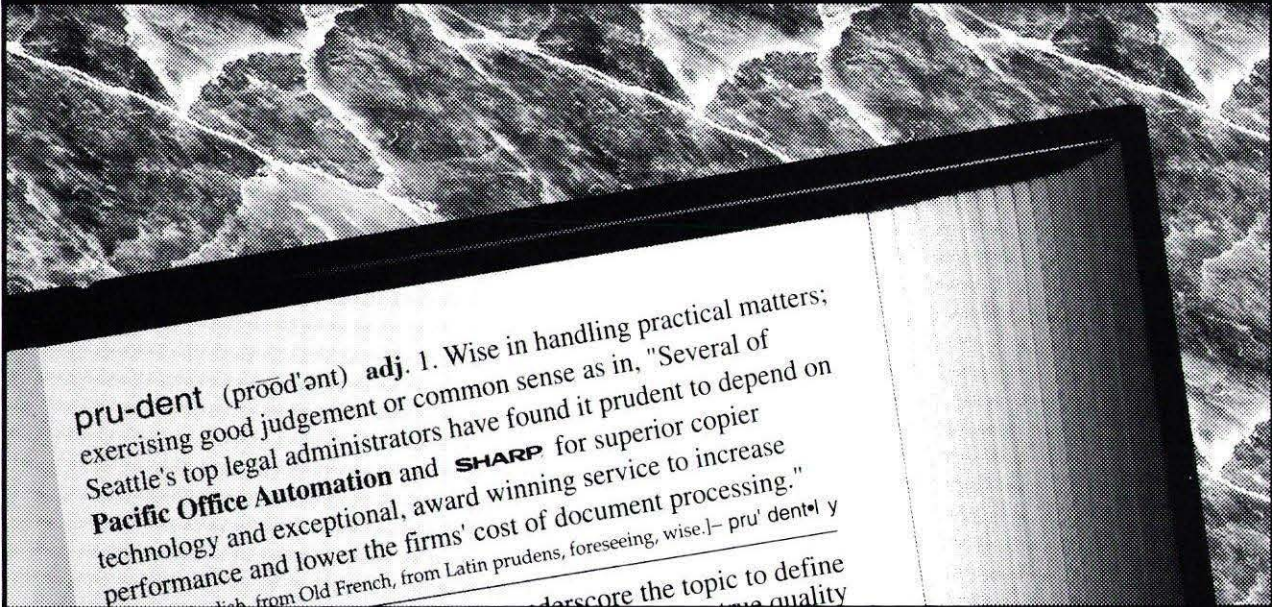 pru-dent (prōōd'ənt) adj. 1. Wise in handling practical matters;
exercising good judgement or common sense as in, "Several of
Seattle's top legal administrators have found it prudent to depend on
Pacific Office Automation and SHARP for superior copier
technology and exceptional, award winning service to increase
performance and lower the firms' cost of document processing."
from Old French, from Latin prudens, foreseeing, wise.]– pru' dent•l y
the topic to define
quality